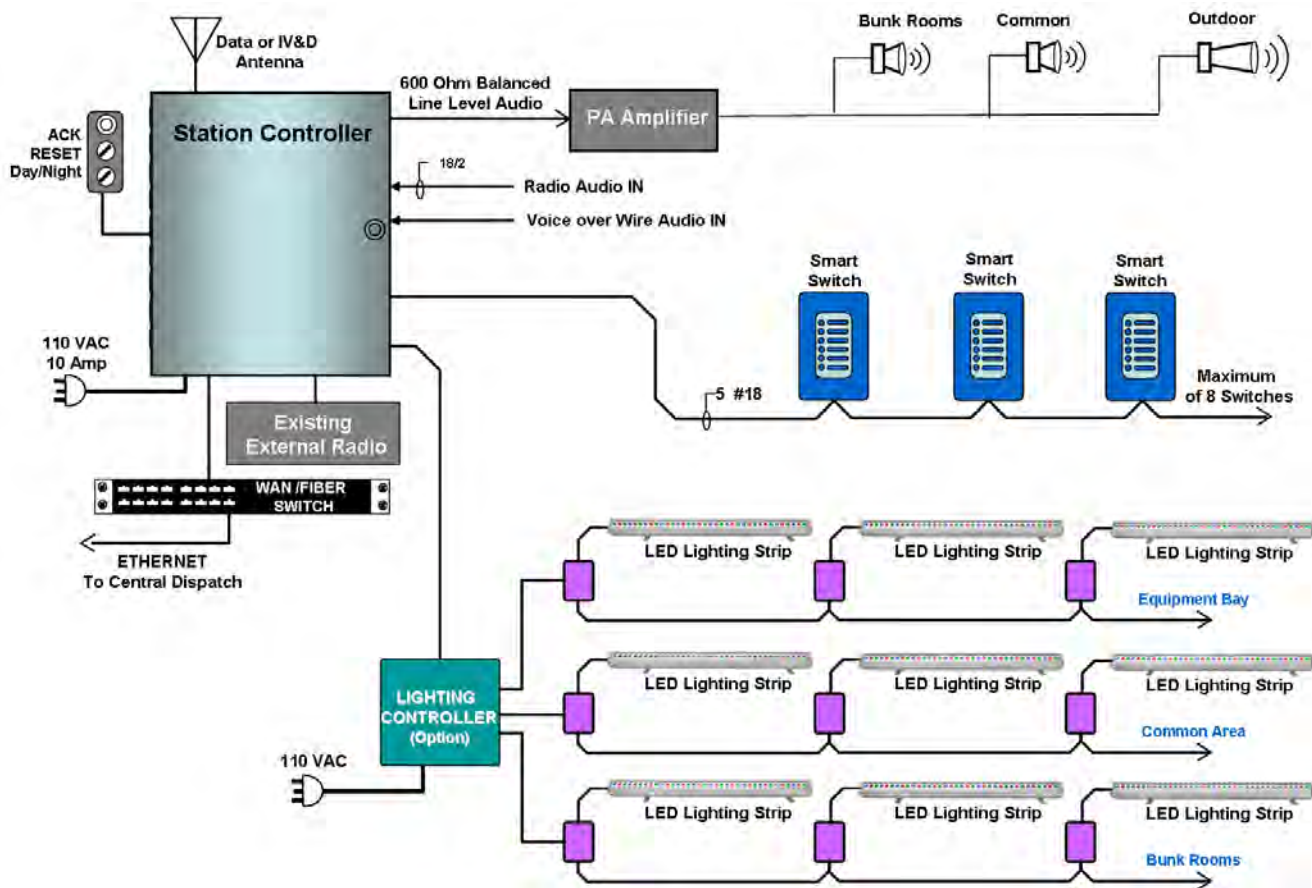 Data or IV&D
Antenna
Bunk Rooms
Common
Outdoor
600 Ohm Balanced
Line Level Audio
PA Amplifier
Station Controller
ACK
RESET
Day/Night
18/2
Radio Audio IN
Voice over Wire Audio IN
Smart
Switch
Smart
Switch
Smart
Switch
110 VAC
10 Amp
5 #18
Maximum
of 8 Switches
Existing
External Radio
WAN /FIBER
SWITCH
ETHERNET
To Central Dispatch
LED Lighting Strip
LED Lighting Strip
LED Lighting Strip
Equipment Bay
LIGHTING
CONTROLLER
(Option)
110 VAC
LED Lighting Strip
LED Lighting Strip
LED Lighting Strip
Common Area
LED Lighting Strip
LED Lighting Strip
LED Lighting Strip
Bunk Rooms